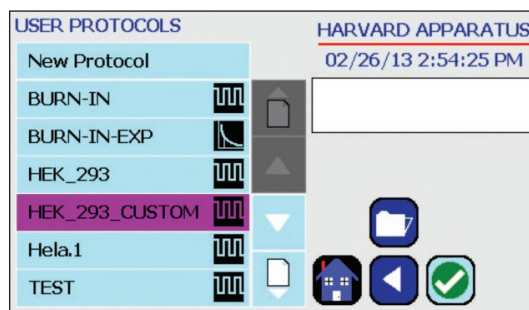 USER PROTOCOLS
New Protocol
BURN-IN
BURN-IN-EXP
HEK_293
HEK_293_CUSTOM
Hela.1
TEST
HARVARD APPARATUS
02/26/13 2:54:25 PM